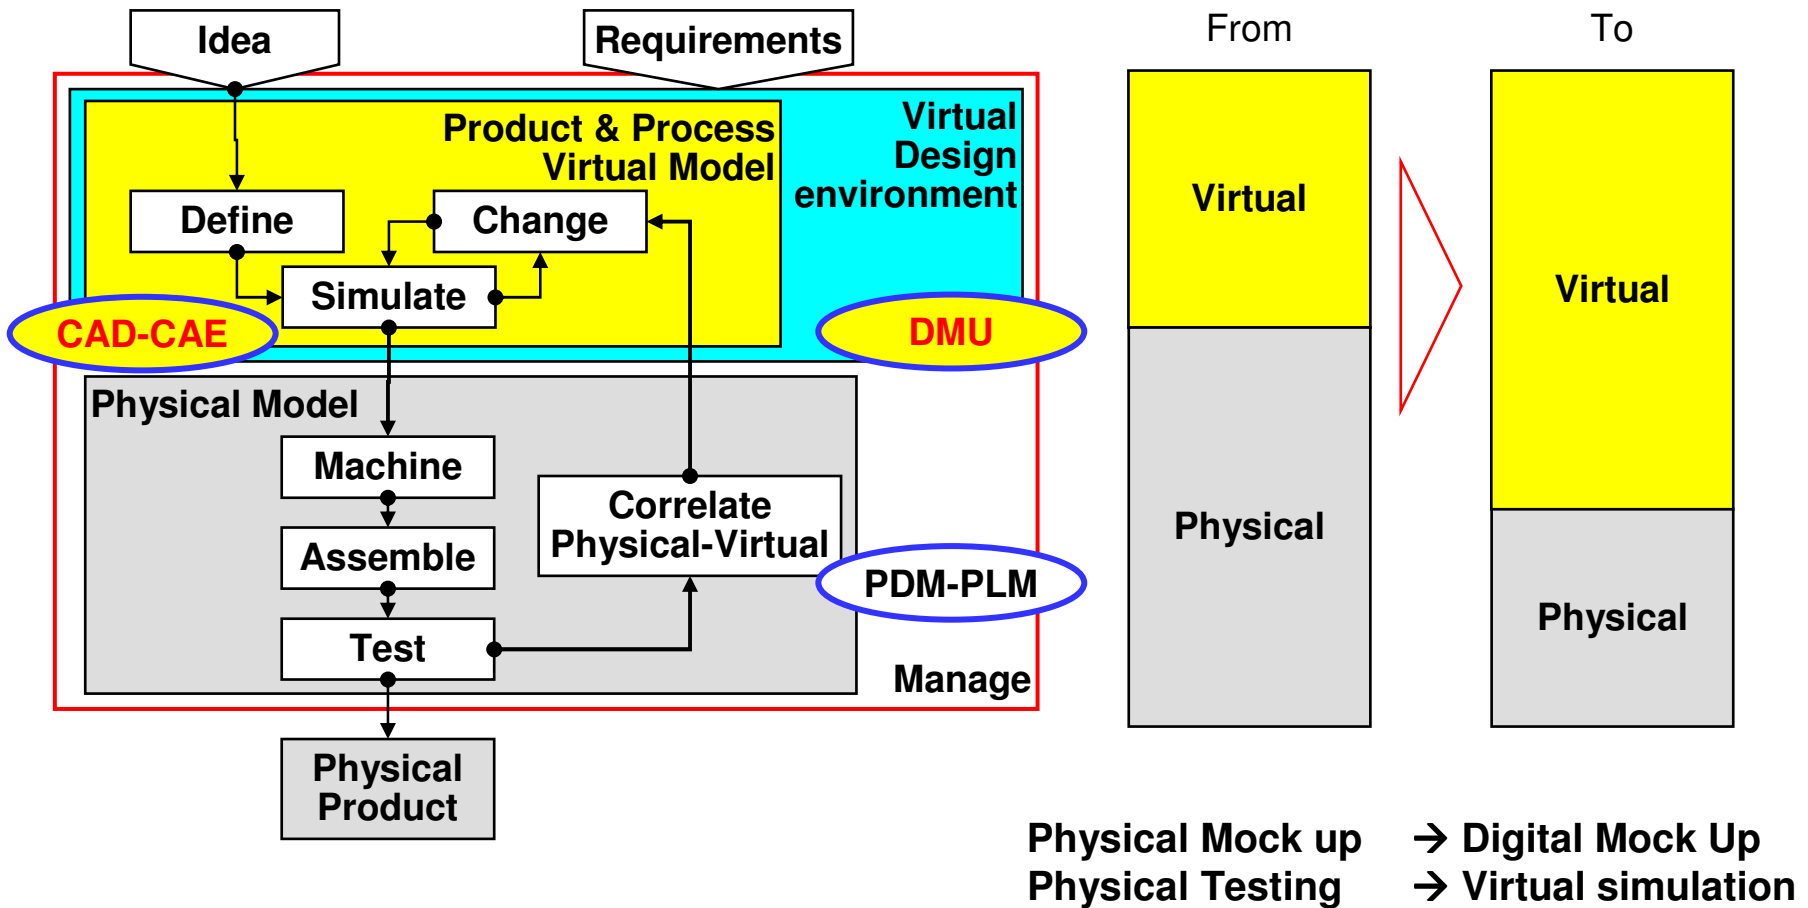 Idea
Requirements
From
To
Product & Process
Virtual Model
Virtual
Design
environment
Define
Change
Simulate
CAD-CAE
DMU
Physical Model
Machine
Assemble
Test
Correlate
Physical-Virtual
PDM-PLM
Manage
Physical
Product
Virtual
Physical
Virtual
Physical
Physical Mock up → Digital Mock Up
Physical Testing → Virtual simulation